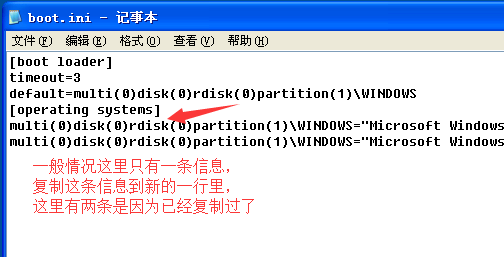 boot.ini - 记事本
文件(F) 编辑(E) 格式(O) 查看(V) 帮助(H)
[boot loader]
timeout=3
default=multi(0)disk(0)rdisk(0)partition(1)\WINDOWS
[operating systems]
multi(0)disk(0)rdisk(0)partition(1)\WINDOWS="Microsoft Windows
multi(0)disk(0)rdisk(0)partition(1)\WINDOWS="Microsoft Windows
一般情况这里只有一条信息，
复制这条信息到新的一行里，
这里有两条是因为已经复制过了